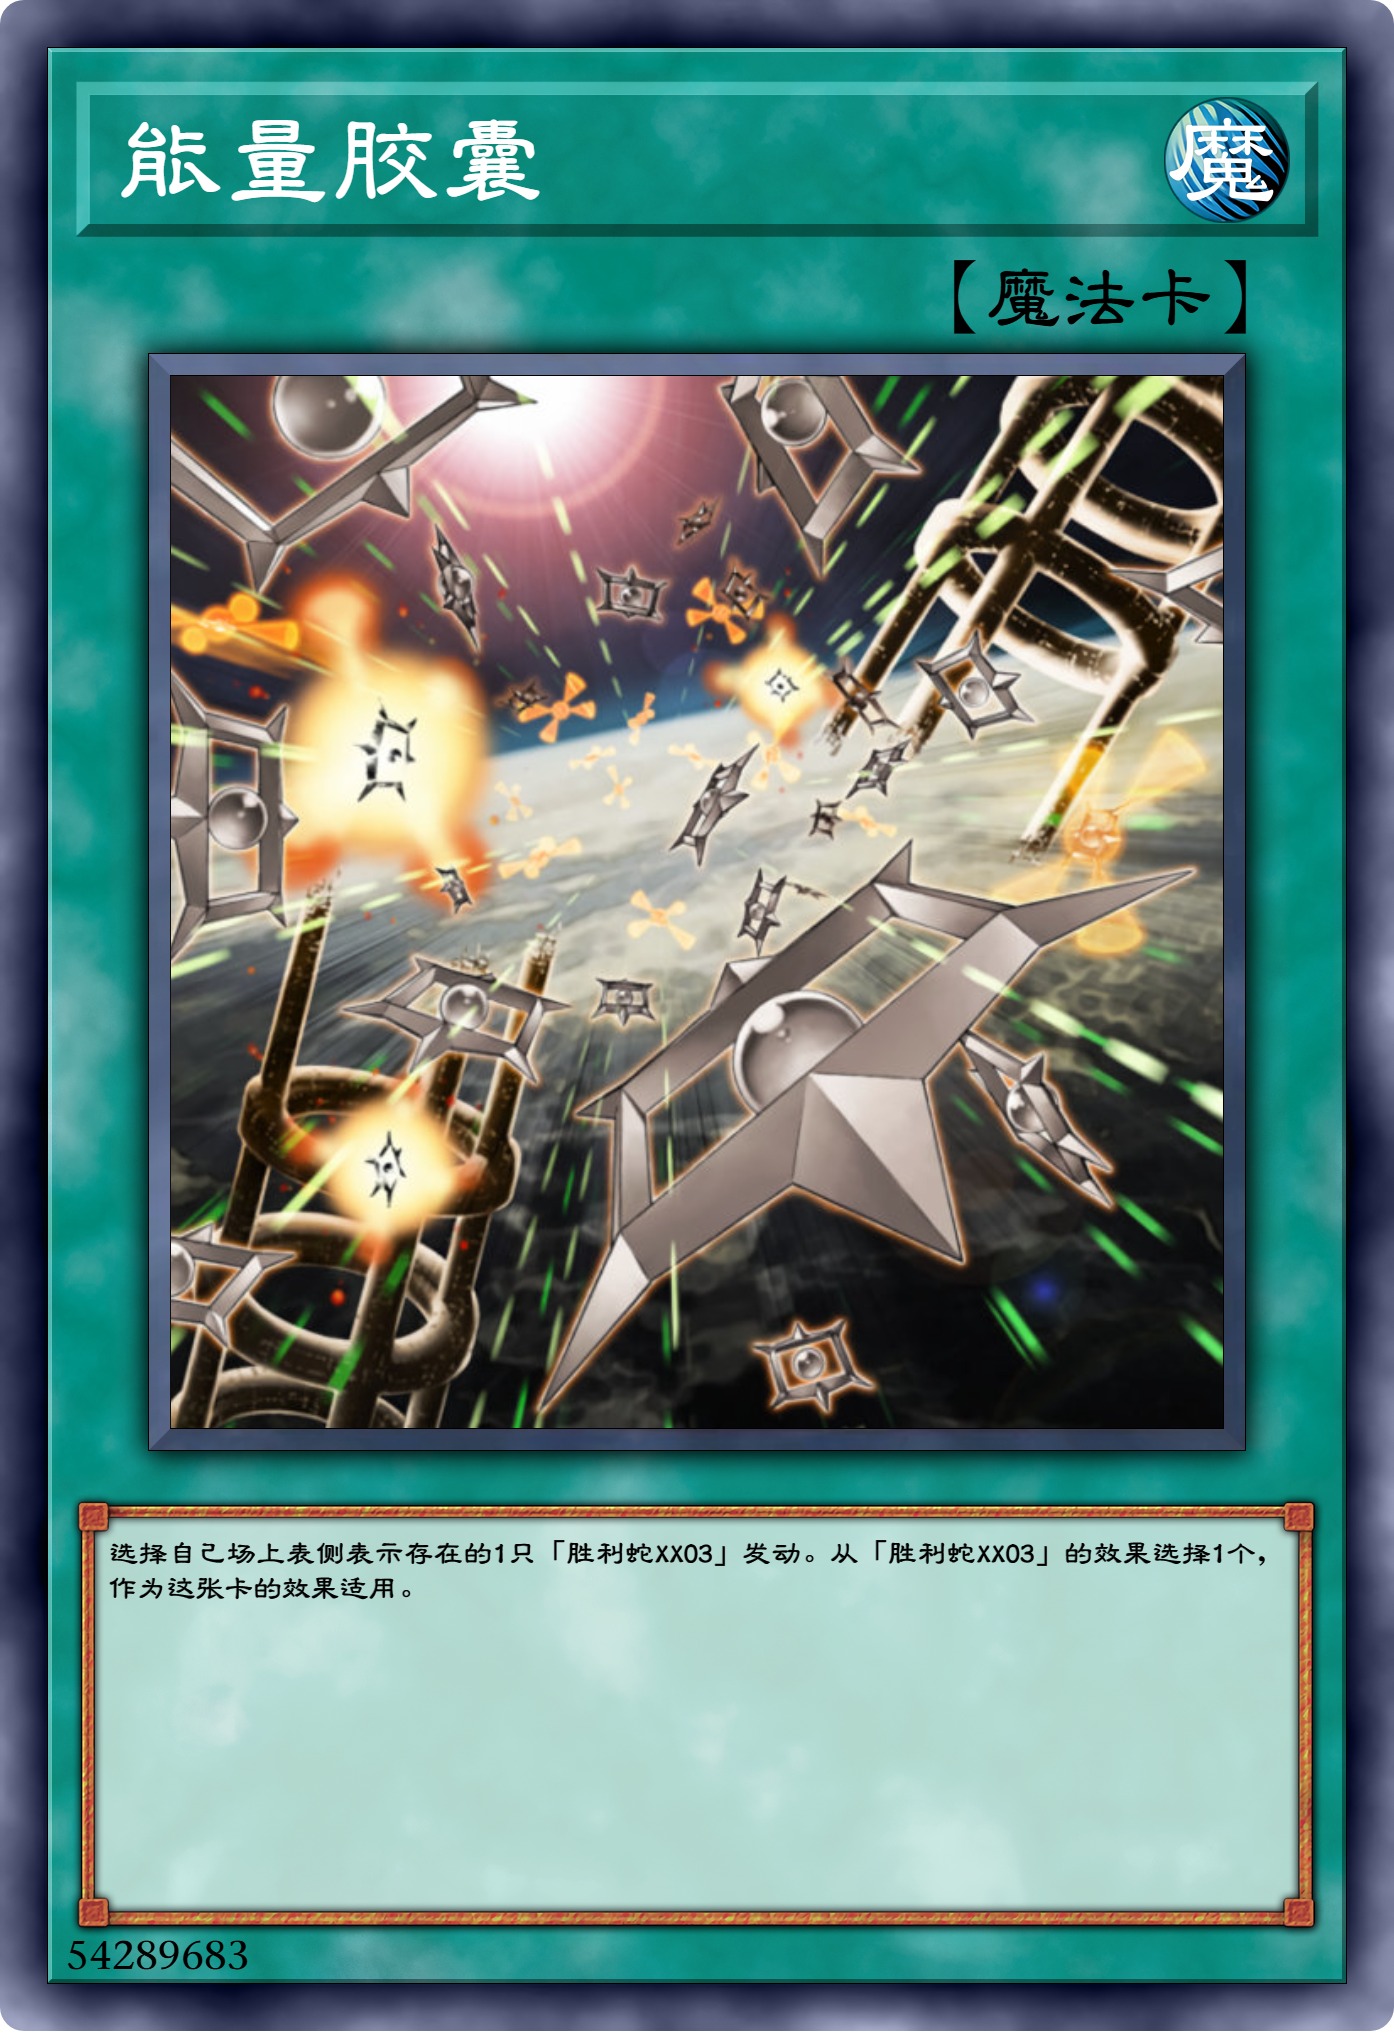 能量胶囊
魔
【魔法卡】
选择自己场上表侧表示存在的1只「胜利蛇XX03」发动。从「胜利蛇XX03」的效果选择1个，
作为这张卡的效果适用。
54289683